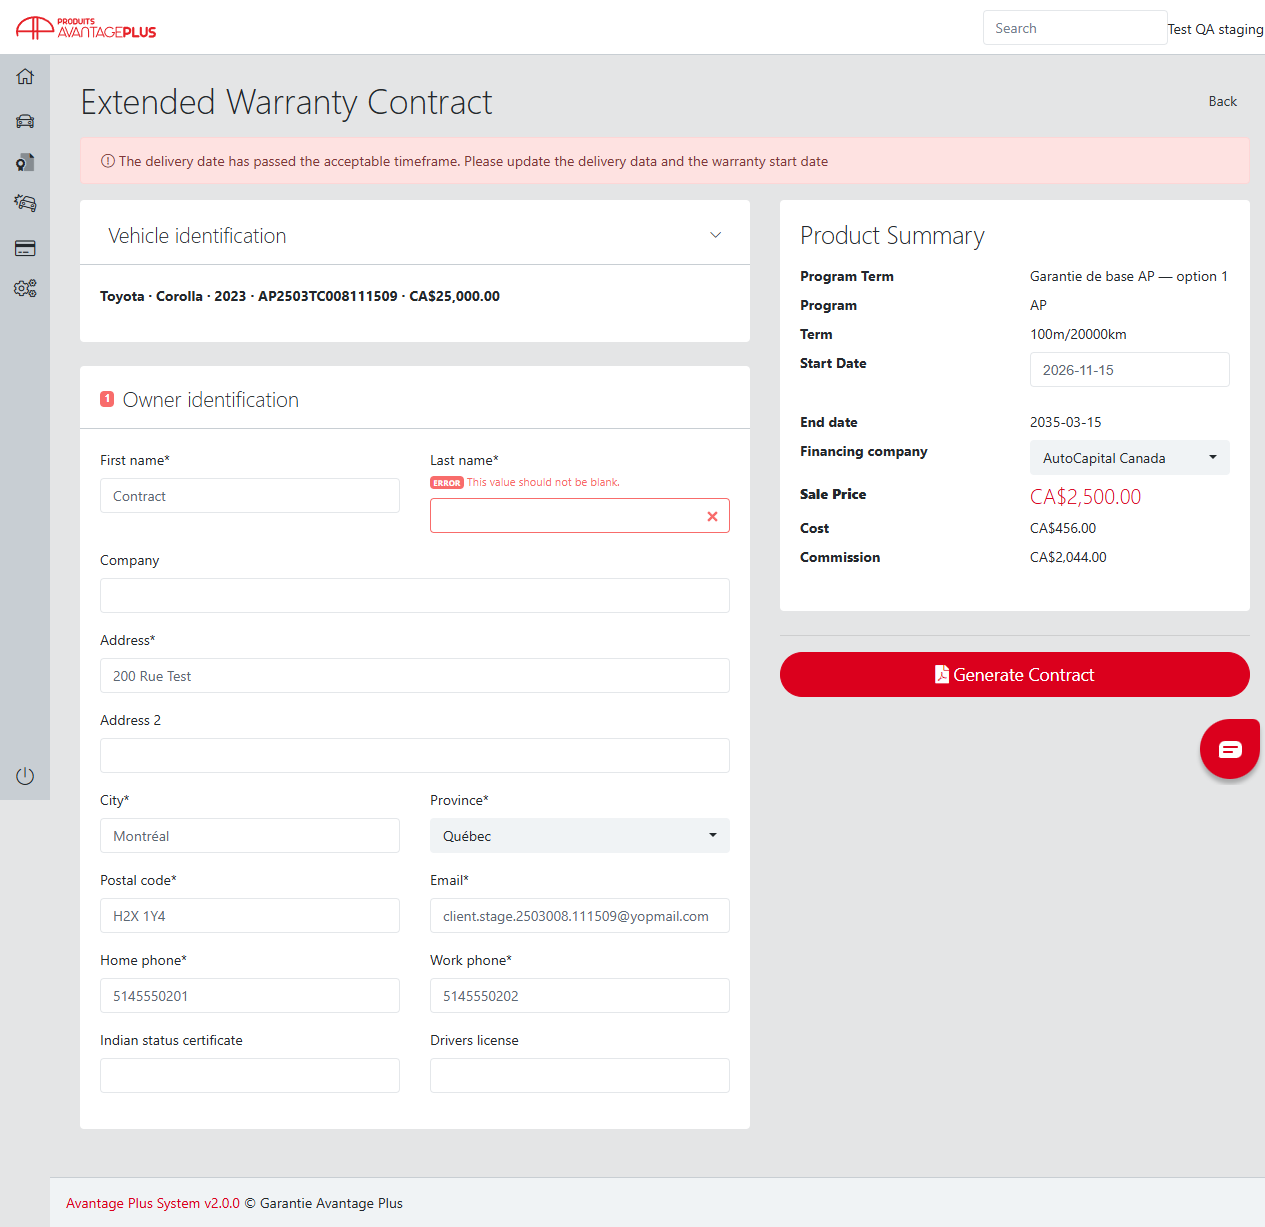 PRODUITS
AVANTAGEPLUS
Search
Test QA staging
Extended Warranty Contract
Back
The delivery date has passed the acceptable timeframe. Please update the delivery data and the warranty start date
Vehicle identification
Toyota · Corolla · 2023 · AP2503TC008111509 · CA$25,000.00
1 Owner identification
First name*
Last name*
ERROR This value should not be blank.
Contract
Company
Address*
200 Rue Test
Address 2
City*
Province*
Montréal
Québec
Postal code*
Email*
H2X 1Y4
client.stage.2503008.111509@yopmail.com
Home phone*
Work phone*
5145550201
5145550202
Indian status certificate
Drivers license
Product Summary
Program Term
Garantie de base AP — option 1
Program
AP
Term
100m/20000km
Start Date
2026-11-15
End date
2035-03-15
Financing company
AutoCapital Canada
Sale Price
CA$2,500.00
Cost
CA$456.00
Commission
CA$2,044.00
Generate Contract
Avantage Plus System v2.0.0 © Garantie Avantage Plus